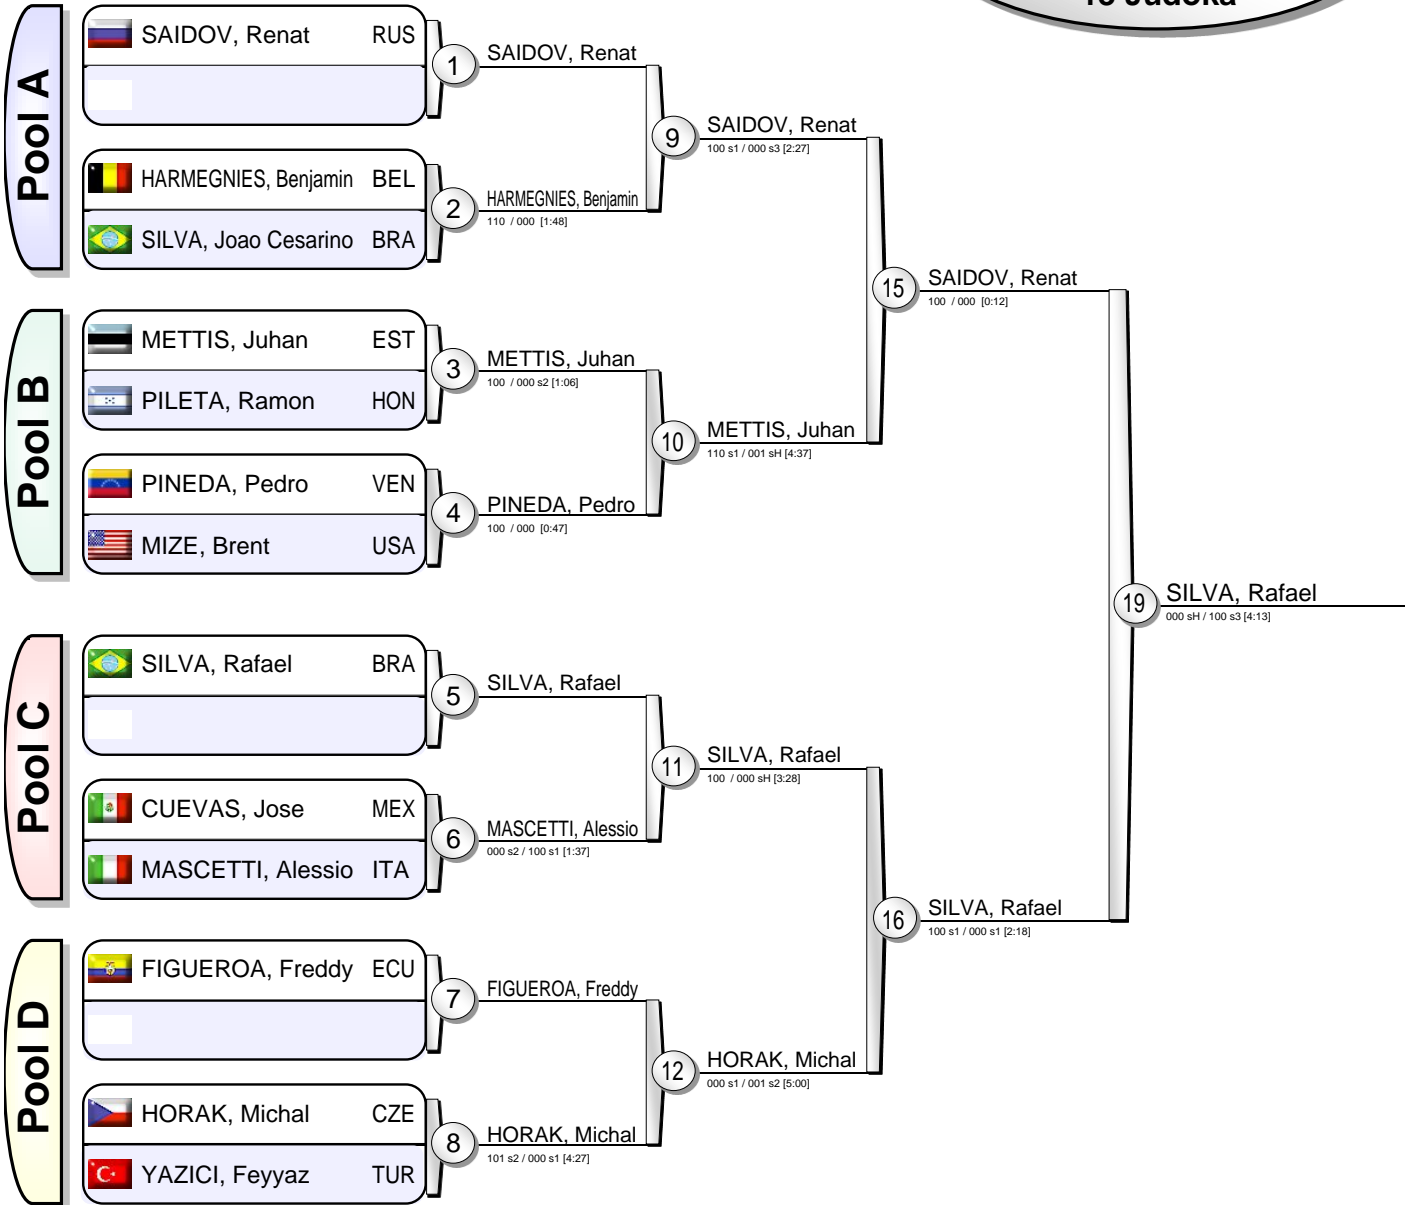 13 Judoka
Pool A
SAIDOV, Renat RUS
HARMEGNIES, Benjamin BEL
SILVA, Joao Cesarino BRA
1 SAIDOV, Renat
2 HARMEGNIES, Benjamin
110 / 000 [1:48]
9 SAIDOV, Renat
100 s1 / 000 s3 [2:27]
Pool B
METTIS, Juhan EST
PILETA, Ramon HON
PINEDA, Pedro VEN
MIZE, Brent USA
3 METTIS, Juhan
100 / 000 s2 [1:06]
4 PINEDA, Pedro
100 / 000 [0:47]
10 METTIS, Juhan
110 s1 / 001 sH [4:37]
15 SAIDOV, Renat
100 / 000 [0:12]
Pool C
SILVA, Rafael BRA
CUEVAS, Jose MEX
MASCETTI, Alessio ITA
5 SILVA, Rafael
6 MASCETTI, Alessio
000 s2 / 100 s1 [1:37]
11 SILVA, Rafael
100 / 000 sH [3:28]
Pool D
FIGUEROA, Freddy ECU
HORAK, Michal CZE
YAZICI, Feyyaz TUR
7 FIGUEROA, Freddy
8 HORAK, Michal
101 s2 / 000 s1 [4:27]
12 HORAK, Michal
000 s1 / 001 s2 [5:00]
16 SILVA, Rafael
100 s1 / 000 s1 [2:18]
19 SILVA, Rafael
000 sH / 100 s3 [4:13]